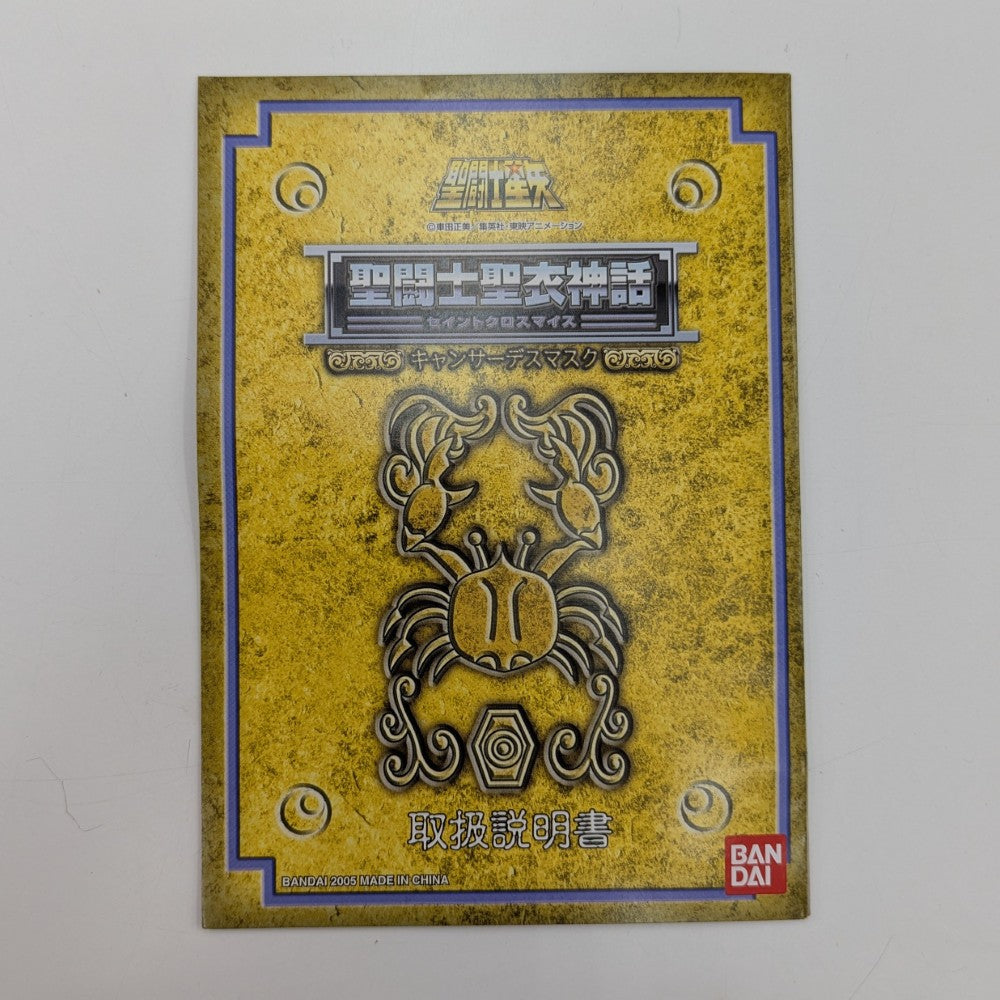 聖闘士星矢
©車田正美/集英社・東映アニメーション
聖闘士聖衣神話
セイントクロスマイス
キャンサーデスマスク
取扱説明書
BAN
DAI
BANDAI 2005 MADE IN CHINA